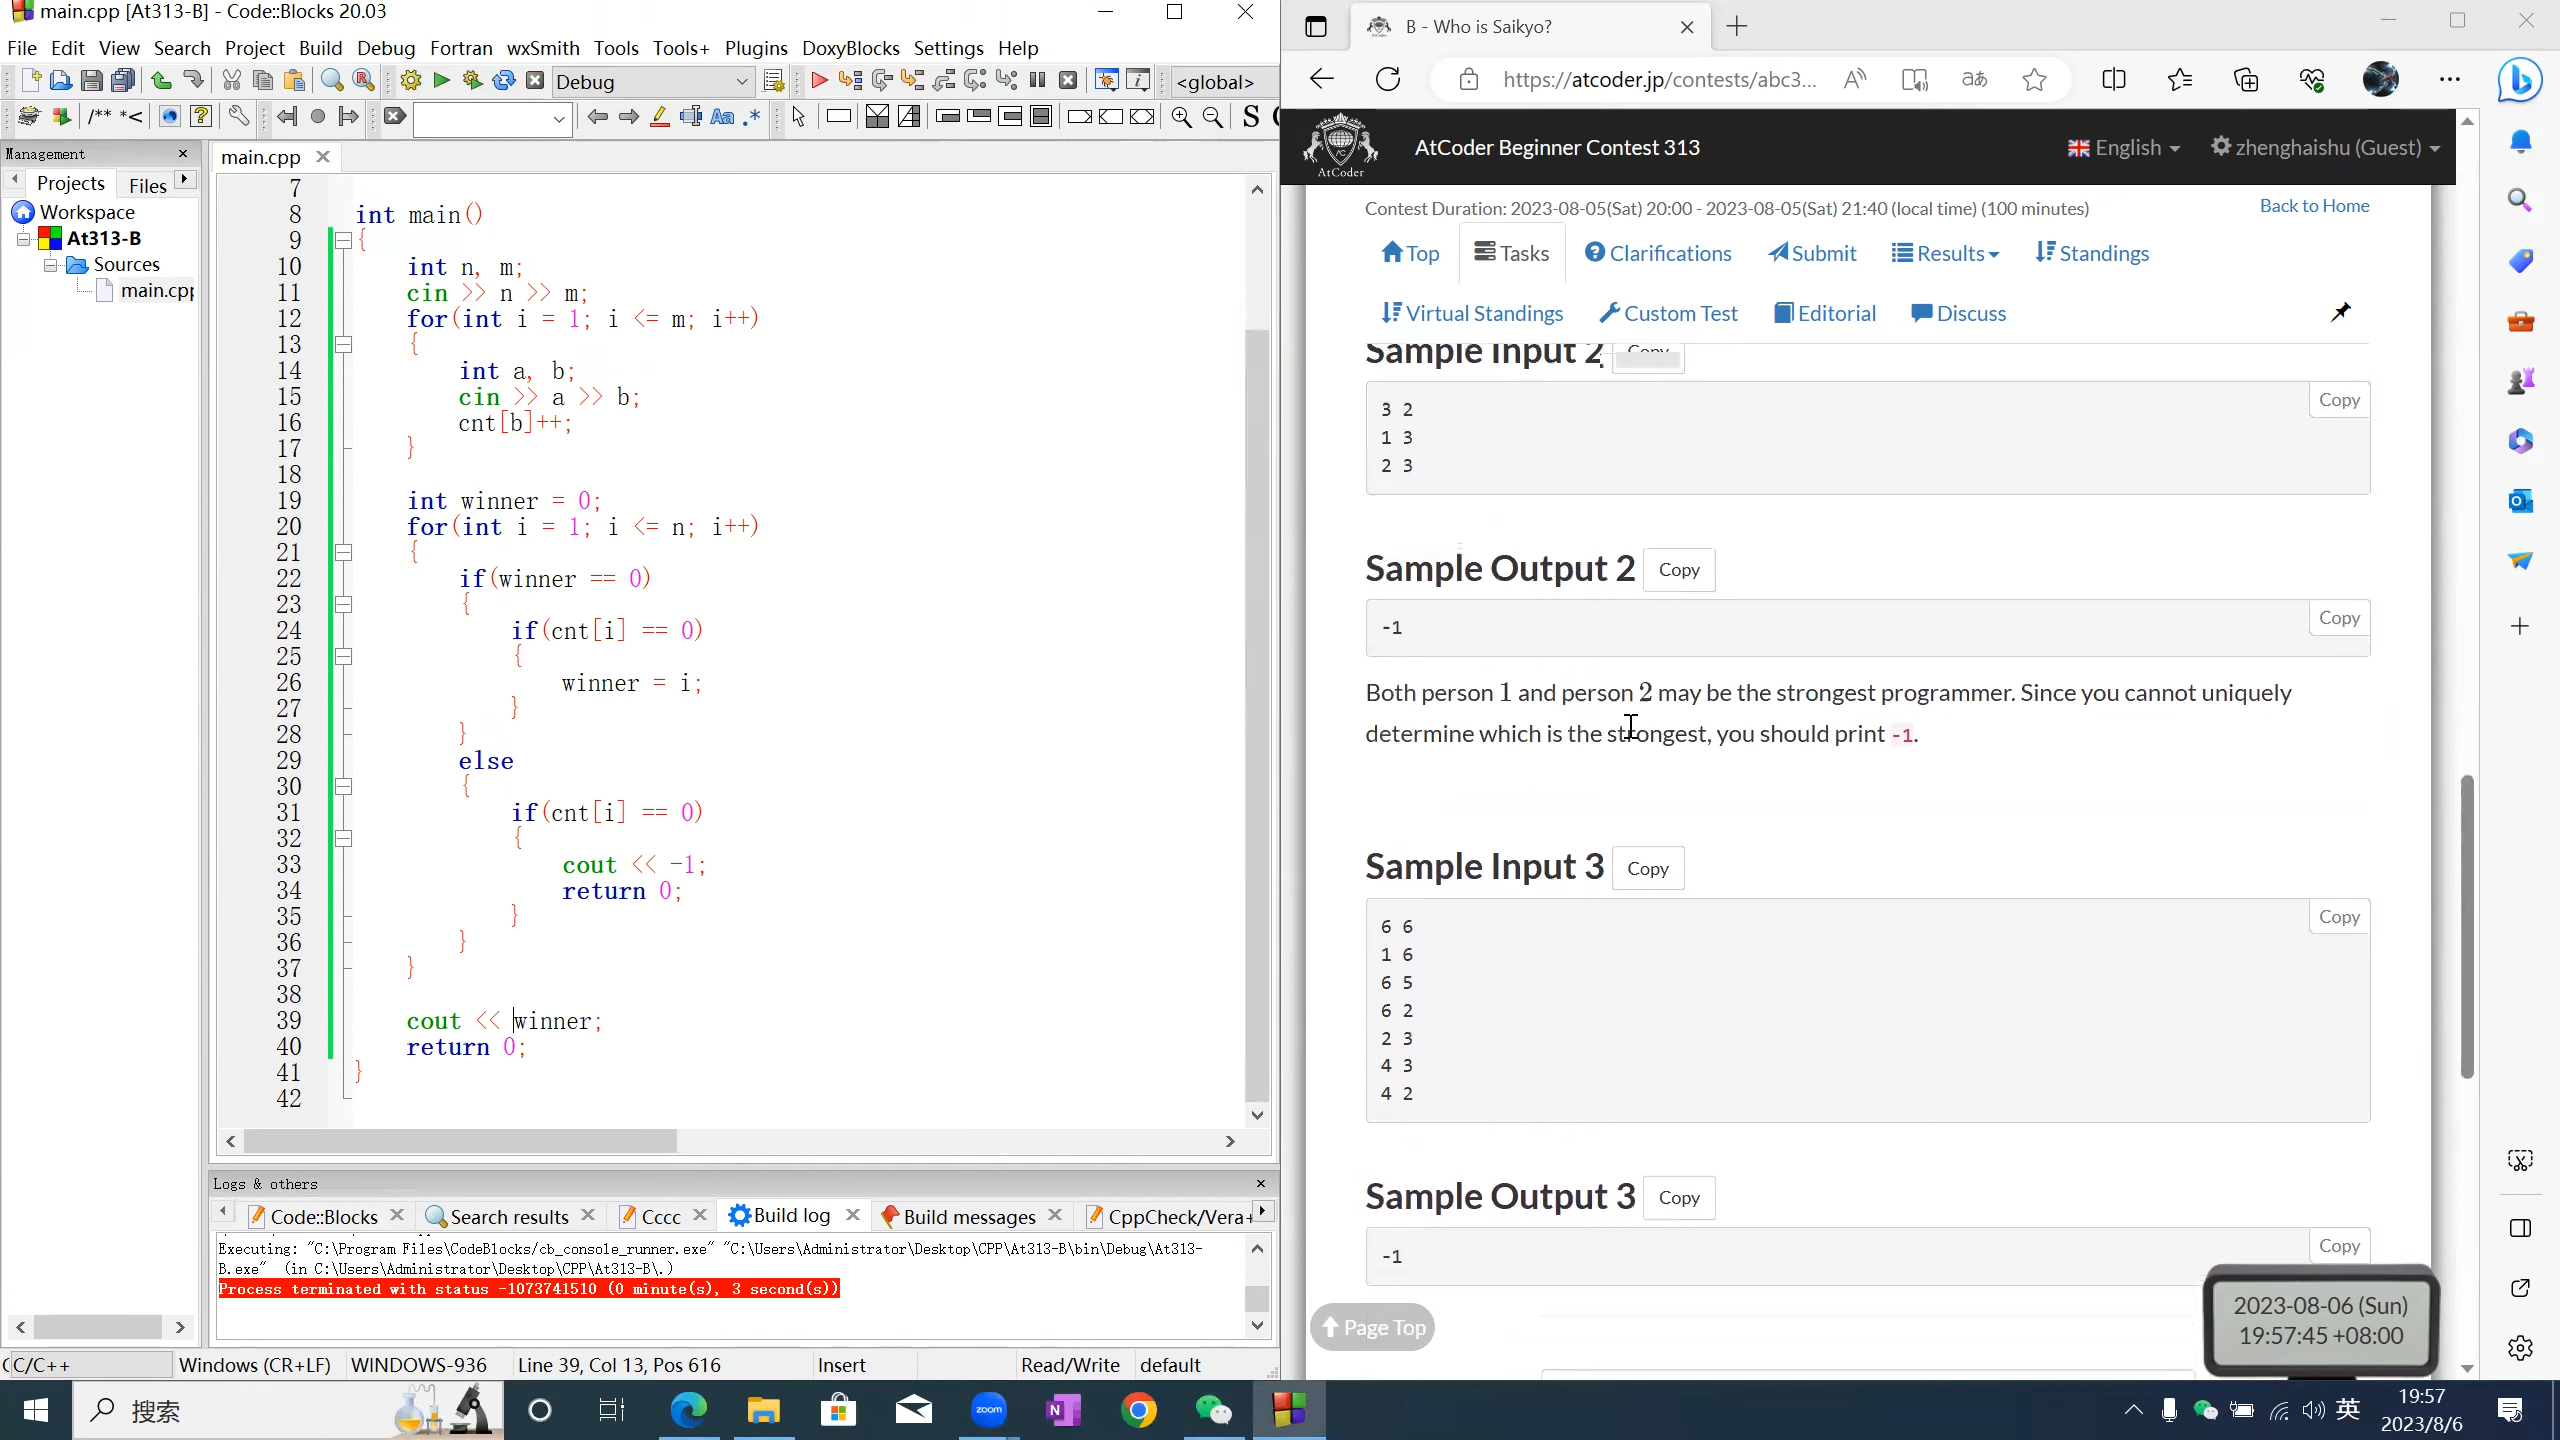 main.cpp [At313-B] - Code::Blocks 20.03
File Edit View Search Project Build Debug Fortran wxSmith Tools Tools+ Plugins DoxyBlocks Settings Help
Debug
<global>
/** *<
Aa .*
S
Management
Projects Files
Workspace
At313-B
Sources
main.cpp
main.cpp
7
8 int main()
9 {
10 int n, m;
11 cin >> n >> m;
12 for(int i = 1; i <= m; i++)
13 {
14 int a, b;
15 cin >> a >> b;
16 cnt[b]++;
17 }
18
19 int winner = 0;
20 for(int i = 1; i <= n; i++)
21 {
22 if(winner == 0)
23 {
24 if(cnt[i] == 0)
25 {
26 winner = i;
27 }
28 }
29 else
30 {
31 if(cnt[i] == 0)
32 {
33 cout << -1;
34 return 0;
35 }
36 }
37 }
38
39 cout << winner;
40 return 0;
41 }
42
Logs & others
Code::Blocks Search results Cccc Build log Build messages CppCheck/Vera+
Executing: "C:\Program Files\CodeBlocks/cb_console_runner.exe" "C:\Users\Administrator\Desktop\CPP\At313-B\bin\Debug\At313-
B.exe" (in C:\Users\Administrator\Desktop\CPP\At313-B\.)
Process terminated with status -1073741510 (0 minute(s), 3 second(s))
C/C++ Windows (CR+LF) WINDOWS-936 Line 39, Col 13, Pos 616 Insert Read/Write default
B - Who is Saikyo?
https://atcoder.jp/contests/abc3...
AtCoder
AtCoder Beginner Contest 313
English
zhenghaishu (Guest)
Contest Duration: 2023-08-05(Sat) 20:00 - 2023-08-05(Sat) 21:40 (local time) (100 minutes)
Back to Home
Top Tasks Clarifications Submit Results Standings
Virtual Standings Custom Test Editorial Discuss
Sample Input 2 Copy
Copy
3 2
1 3
2 3
Sample Output 2 Copy
Copy
-1
Both person 1 and person 2 may be the strongest programmer. Since you cannot uniquely
determine which is the strongest, you should print -1.
Sample Input 3 Copy
Copy
6 6
1 6
6 5
6 2
2 3
4 3
4 2
Sample Output 3 Copy
Copy
-1
Page Top
2023-08-06 (Sun)
19:57:45 +08:00
搜索
zoom
英
19:57
2023/8/6